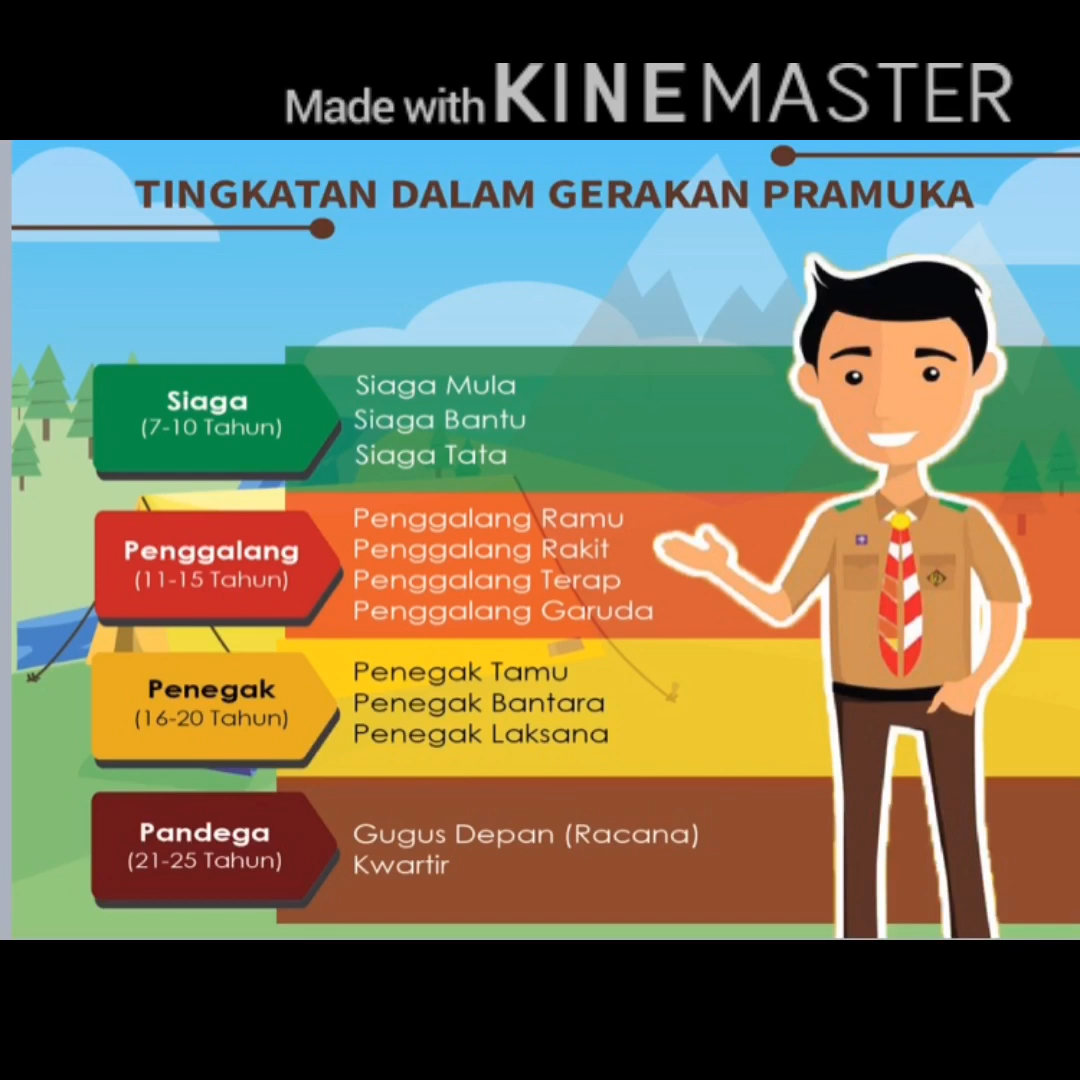 Made with KINEMASTER
TINGKATAN DALAM GERAKAN PRAMUKA
Siaga
(7-10 Tahun)
Siaga Mula
Siaga Bantu
Siaga Tata
Penggalang
(11-15 Tahun)
Penggalang Ramu
Penggalang Rakit
Penggalang Terap
Penggalang Garuda
Penegak
(16-20 Tahun)
Penegak Tamu
Penegak Bantara
Penegak Laksana
Pandega
(21-25 Tahun)
Gugus Depan (Racana)
Kwartir